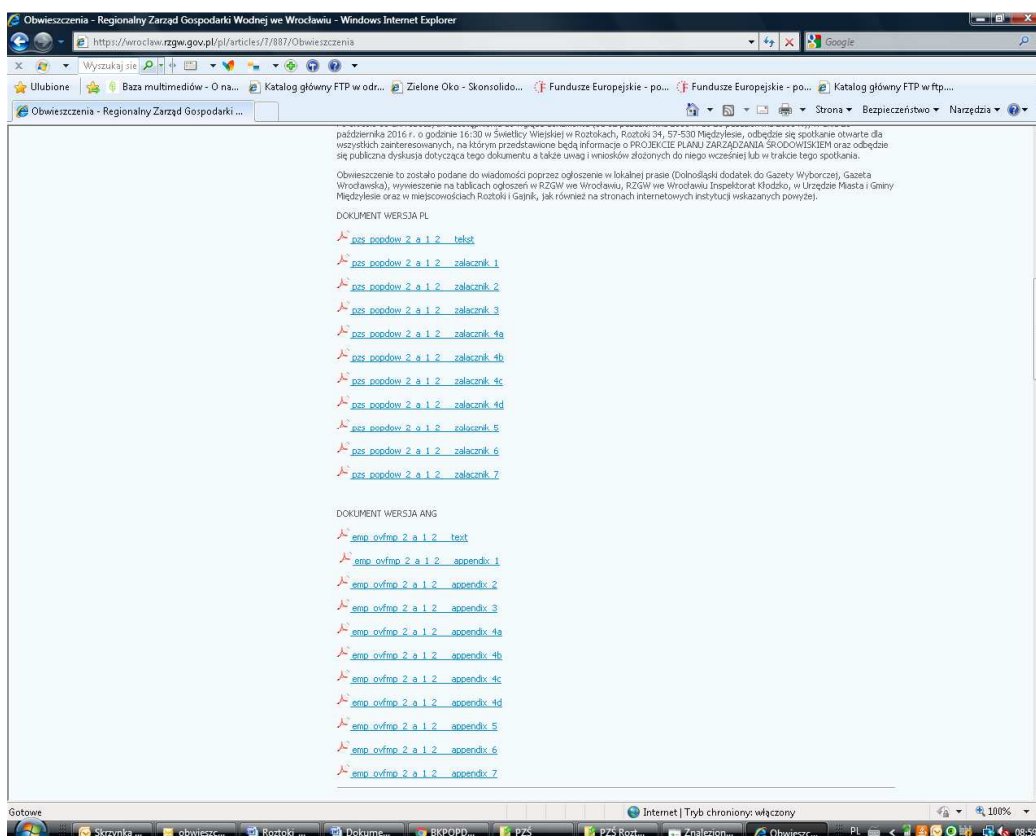 Obwieszczenia - Regionalny Zarząd Gospodarki Wodnej we Wrocławiu - Windows Internet Explorer
https://wroclaw.rzgw.gov.pl/pl/articles/7/887/Obwieszczenia
Google
Wyszukaj się
Ulubione
Baza multimediów - O na...
Katalog główny FTP w odr...
Zielone Oko - Skonsolido...
Fundusze Europejskie - po...
Fundusze Europejskie - po...
Katalog główny FTP w ftp....
Obwieszczenia - Regionalny Zarząd Gospodarki ...
Strona
Bezpieczeństwo
Narzędzia
października 2016 r. o godzinie 16:30 w Świetlicy Wiejskiej w Roztokach, Roztoki 34, 57-530 Międzylesie, odbędzie się spotkanie otwarte dla
wszystkich zainteresowanych, na którym przedstawione będą informacje o PROJEKCIE PLANU ZARZĄDZANIA ŚRODOWISKIEM oraz odbędzie
się publiczna dyskusja dotycząca tego dokumentu a także uwag i wniosków złożonych do niego wcześniej lub w trakcie tego spotkania.
Obwieszczenie to zostało podane do wiadomości poprzez ogłoszenie w lokalnej prasie (Dolnośląski dodatek do Gazety Wyborczej, Gazeta
Wrocławska), wywieszenie na tablicach ogłoszeń w RZGW we Wrocławiu, RZGW we Wrocławiu Inspektorat Kłodzko, w Urzędzie Miasta i Gminy
Międzylesie oraz w miejscowościach Roztoki i Gajnik, jak również na stronach internetowych instytucji wskazanych powyżej.
DOKUMENT WERSJA PL
pzs popdow 2 a 1 2 tekst
pzs popdow 2 a 1 2 zalacznik 1
pzs popdow 2 a 1 2 zalacznik 2
pzs popdow 2 a 1 2 zalacznik 3
pzs popdow 2 a 1 2 zalacznik 4a
pzs popdow 2 a 1 2 zalacznik 4b
pzs popdow 2 a 1 2 zalacznik 4c
pzs popdow 2 a 1 2 zalacznik 4d
pzs popdow 2 a 1 2 zalacznik 5
pzs popdow 2 a 1 2 zalacznik 6
pzs popdow 2 a 1 2 zalacznik 7
DOKUMENT WERSJA ANG
emp ovfmp 2 a 1 2 text
emp ovfmp 2 a 1 2 appendix 1
emp ovfmp 2 a 1 2 appendix 2
emp ovfmp 2 a 1 2 appendix 3
emp ovfmp 2 a 1 2 appendix 4a
emp ovfmp 2 a 1 2 appendix 4b
emp ovfmp 2 a 1 2 appendix 4c
emp ovfmp 2 a 1 2 appendix 4d
emp ovfmp 2 a 1 2 appendix 5
emp ovfmp 2 a 1 2 appendix 6
emp ovfmp 2 a 1 2 appendix 7
Gotowe
Internet | Tryb chroniony: włączony
100%
Skrzynka ...
obwieszc...
Roztoki ...
Dokume...
BKPOPD...
PZŚ
PZŚ Rozt...
Znalezion...
Obwiesz...
PL